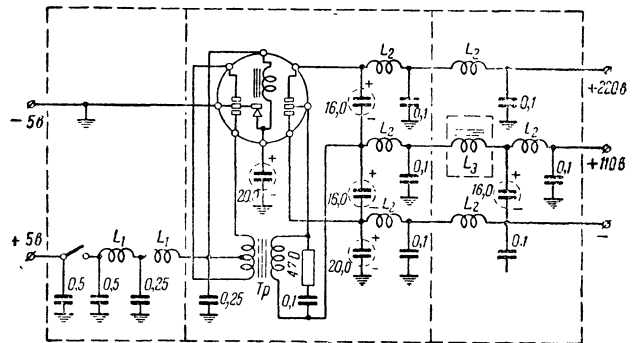 L₂
L₂
+220в
+
16,0
−
0,1
0,1
− 5в
L₂
L₃
L₂
+110в
+
20,0
0,1
0,1
+
16,0
−
+
16,0
−
L₂
L₂
−
+ 5в
L₁
L₁
Тр
470
+
20,0
0,1
0,1
0,5
0,5
0,25
0,25
0,1